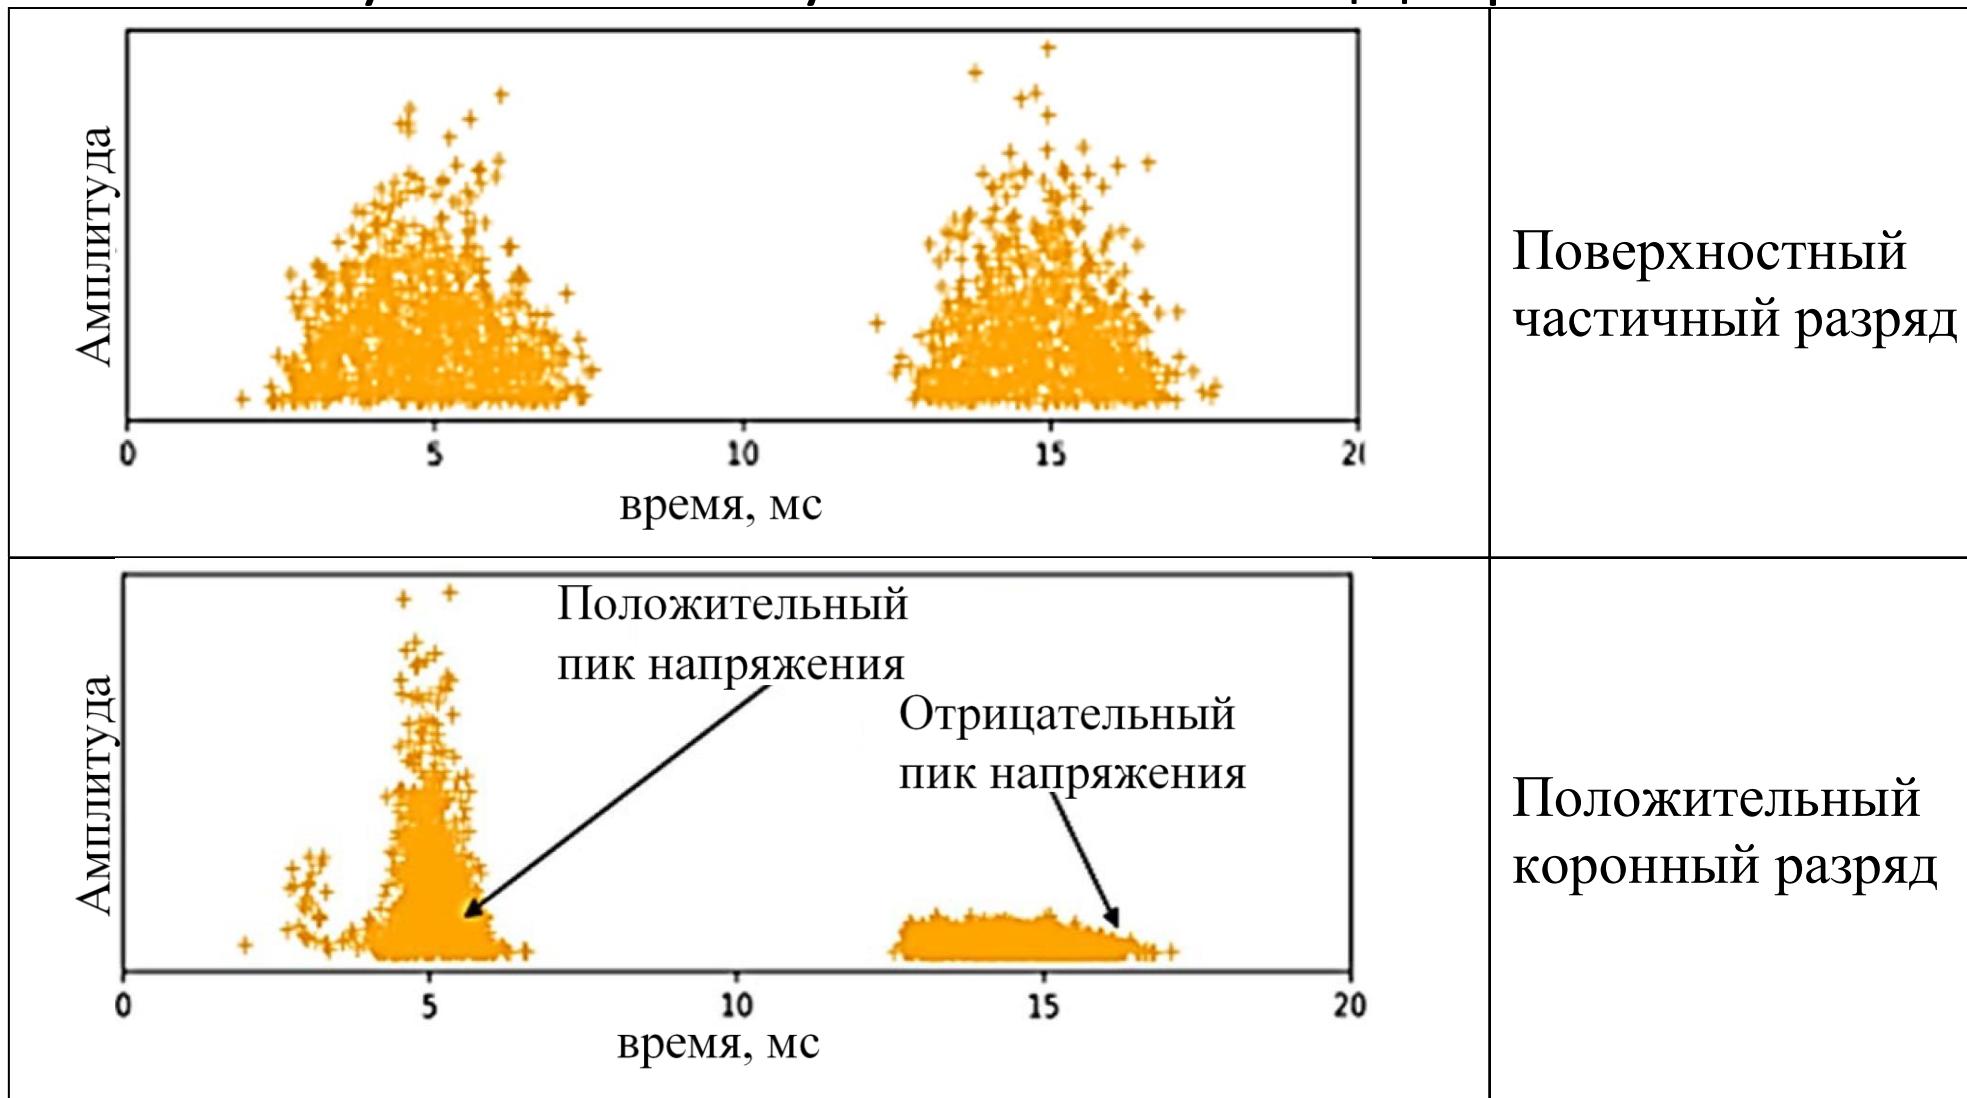 Амплитуда
0 5 10 15 20
время, мс
Поверхностный
частичный разряд
Положительный
пик напряжения
Отрицательный
пик напряжения
Амплитуда
0 5 10 15 20
время, мс
Положительный
коронный разряд